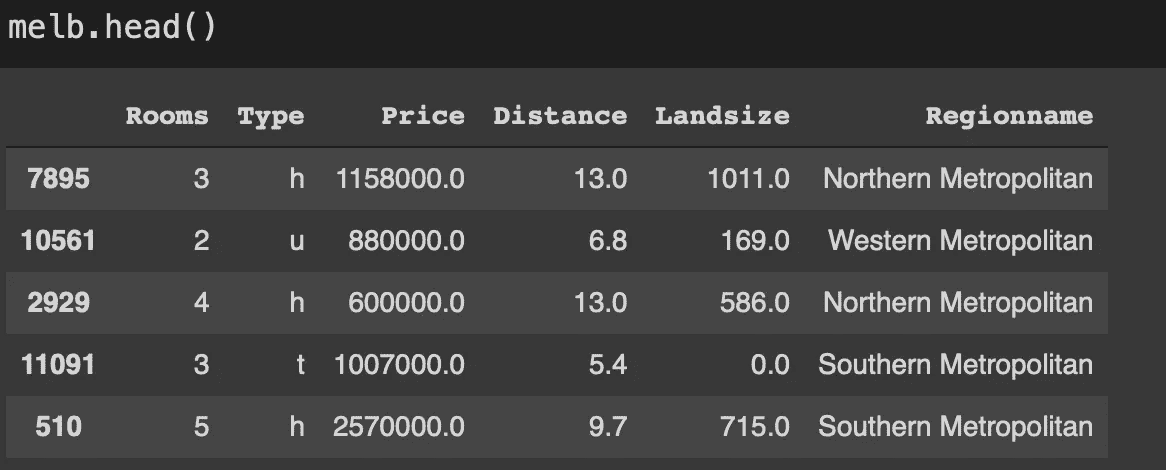 melb.head()
Rooms Type Price Distance Landsize Regionname
7895 3 h 1158000.0 13.0 1011.0 Northern Metropolitan
10561 2 u 880000.0 6.8 169.0 Western Metropolitan
2929 4 h 600000.0 13.0 586.0 Northern Metropolitan
11091 3 t 1007000.0 5.4 0.0 Southern Metropolitan
510 5 h 2570000.0 9.7 715.0 Southern Metropolitan